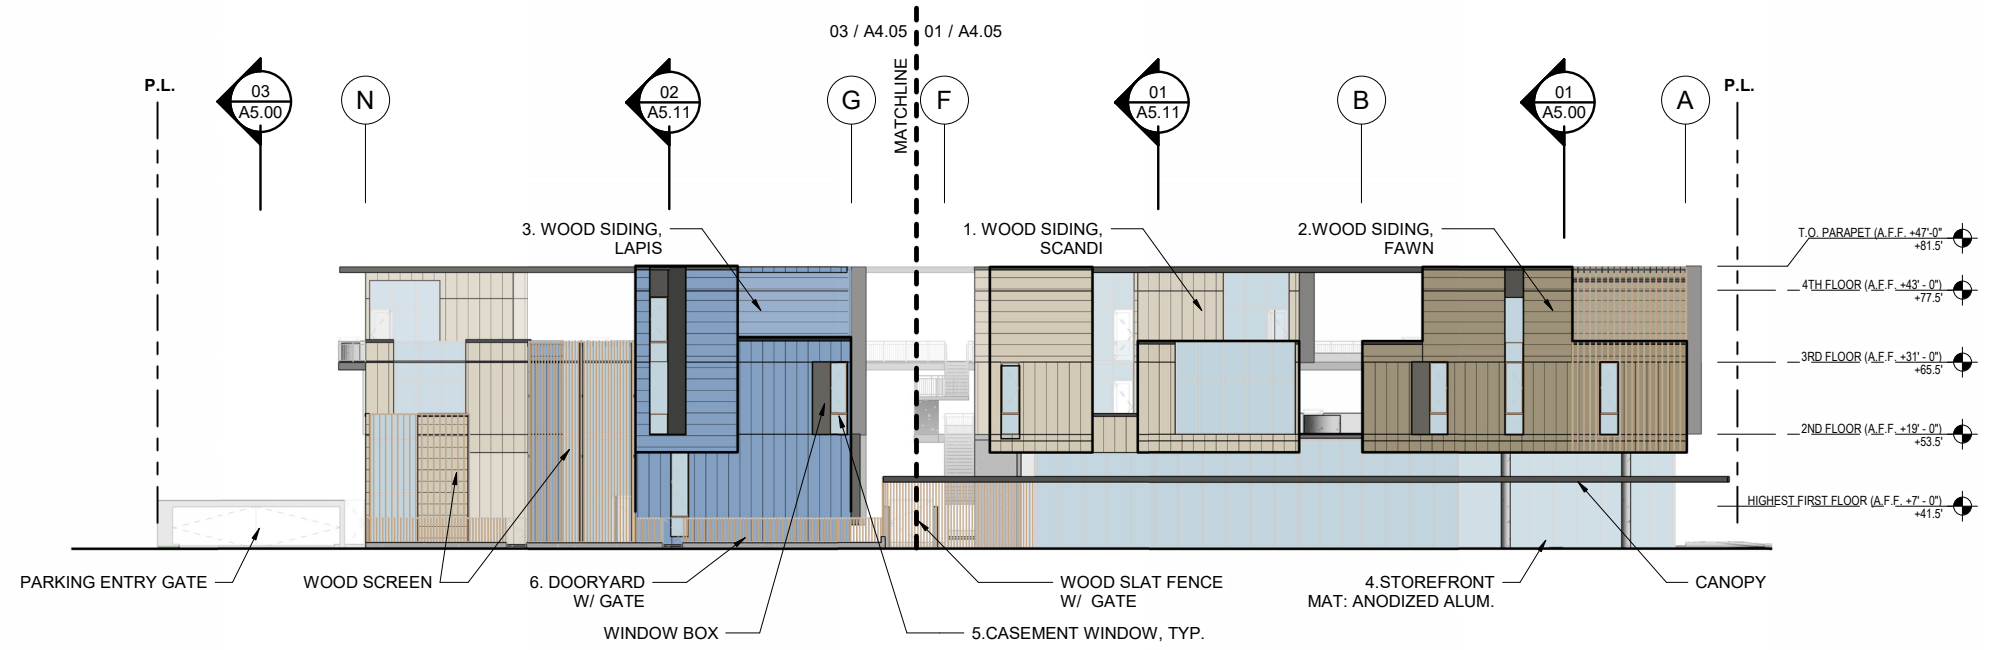 03 / A4.05
01 / A4.05
MATCHLINE
P.L.
03
A5.00
N
02
A5.11
G
F
01
A5.11
B
01
A5.00
A
P.L.
3. WOOD SIDING,
LAPIS
1. WOOD SIDING,
SCANDI
2.WOOD SIDING,
FAWN
T.O. PARAPET (A.F.F. +47'-0"
+81.5'
4TH FLOOR (A.F.F. +43' - 0")
+77.5'
3RD FLOOR (A.F.F. +31' - 0")
+65.5'
2ND FLOOR (A.F.F. +19' - 0")
+53.5'
HIGHEST FIRST FLOOR (A.F.F. +7' - 0")
+41.5'
PARKING ENTRY GATE
WOOD SCREEN
6. DOORYARD
W/ GATE
WINDOW BOX
WOOD SLAT FENCE
W/ GATE
5.CASEMENT WINDOW, TYP.
4.STOREFRONT
MAT: ANODIZED ALUM.
CANOPY